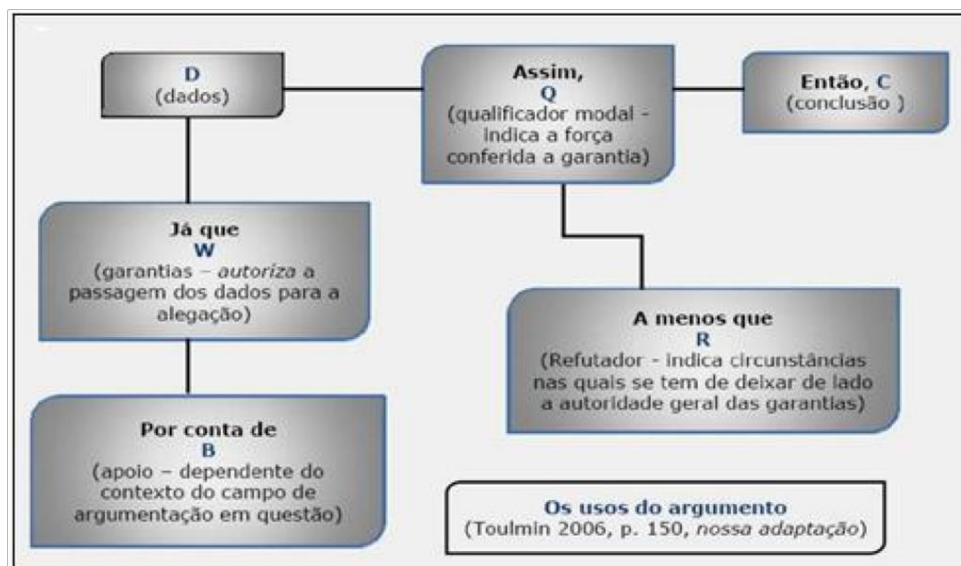 D
(dados)
Assim,
Q
(qualificador modal -
indica a força
conferida a garantia)
Então, C
(conclusão )
Já que
W
(garantias – autoriza a
passagem dos dados para a
alegação)
A menos que
R
(Refutador - indica circunstâncias
nas quais se tem de deixar de lado
a autoridade geral das garantias)
Por conta de
B
(apoio – dependente do
contexto do campo de
argumentação em questão)
Os usos do argumento
(Toulmin 2006, p. 150, nossa adaptação)